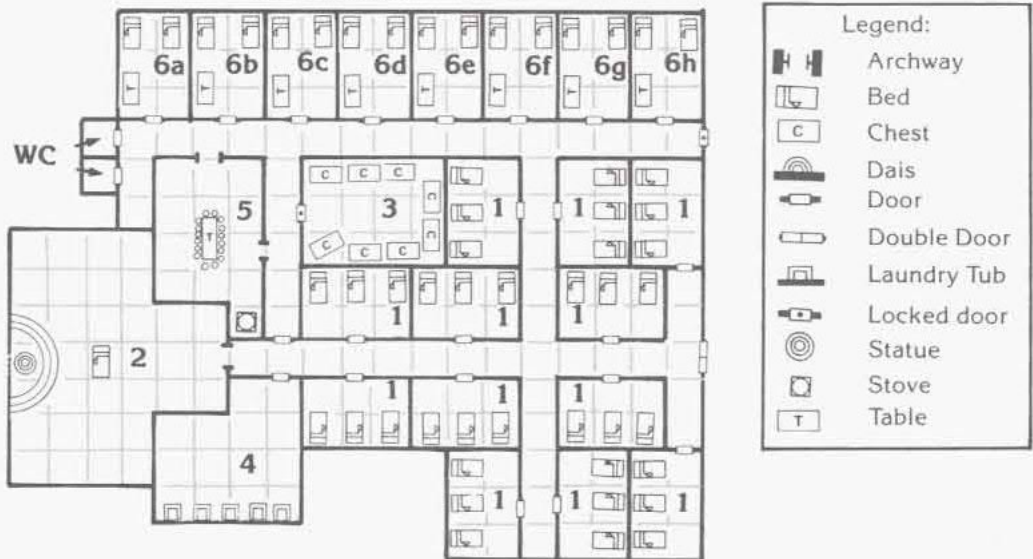 6a 6b 6c 6d 6e 6f 6g 6h
T T T T T T T T
WC
C C C
C
5 3 1 1 1
T
C
C C C
1 1 1
2
1 1 1
4
1 1 1
Legend:
Archway
Bed
C Chest
Dais
Door
Double Door
Laundry Tub
Locked door
Statue
Stove
T Table